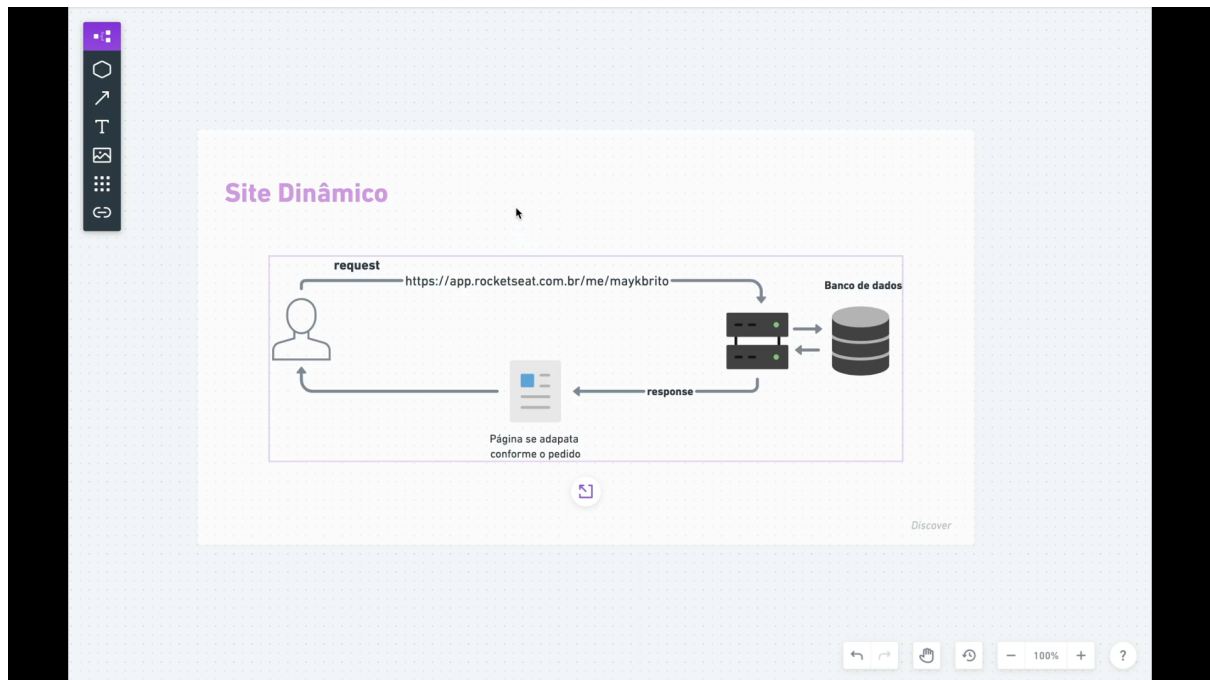 Site Dinâmico
request
https://app.rocketseat.com.br/me/maykbrito
Banco de dados
response
Página se adapata
conforme o pedido
Discover
100%
?